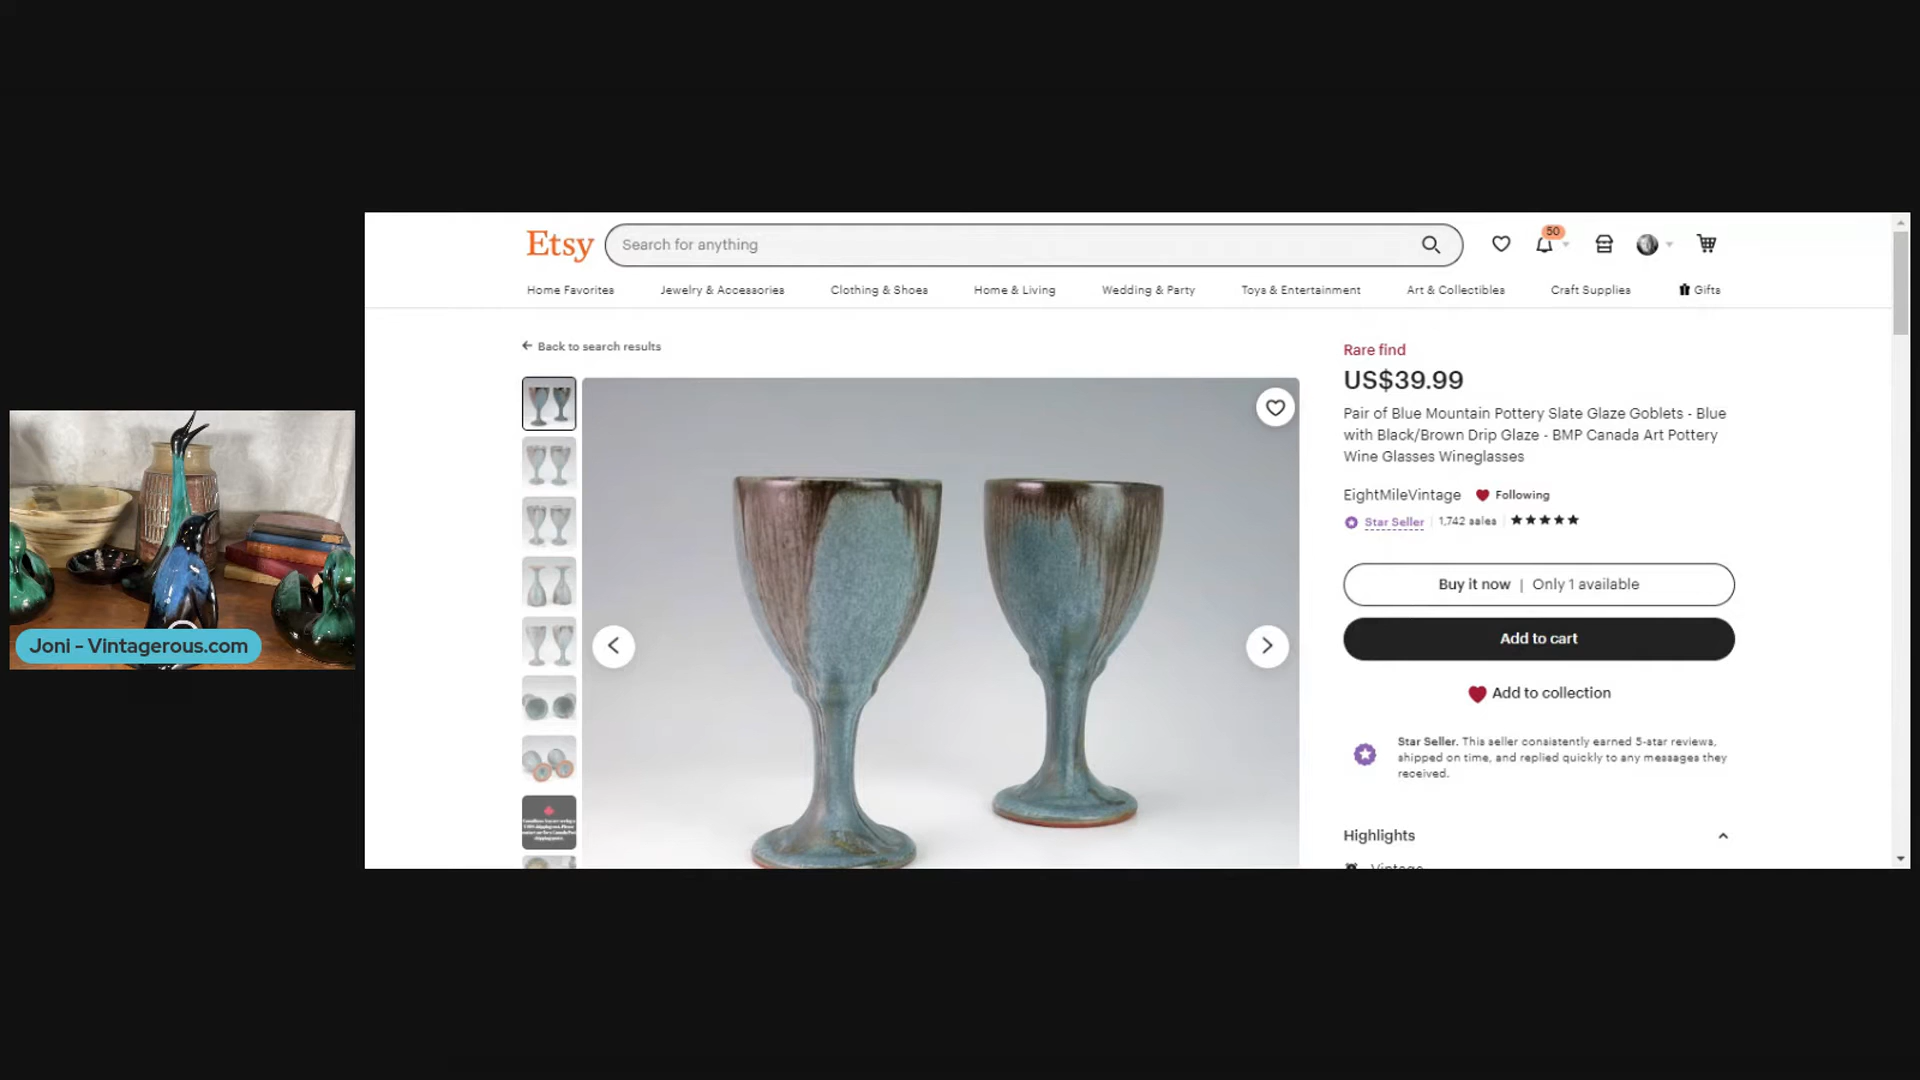 Etsy
Search for anything
50
Home Favorites
Jewelry & Accessories
Clothing & Shoes
Home & Living
Wedding & Party
Toys & Entertainment
Art & Collectibles
Craft Supplies
Gifts
Back to search results
Rare find
US$39.99
Pair of Blue Mountain Pottery Slate Glaze Goblets - Blue
with Black/Brown Drip Glaze - BMP Canada Art Pottery
Wine Glasses Wineglasses
EightMileVintage Following
Star Seller 1,742 sales
Buy it now | Only 1 available
Add to cart
Add to collection
Star Seller. This seller consistently earned 5-star reviews,
shipped on time, and replied quickly to any messages they
received.
Highlights
Vintage
Joni - Vintagerous.com